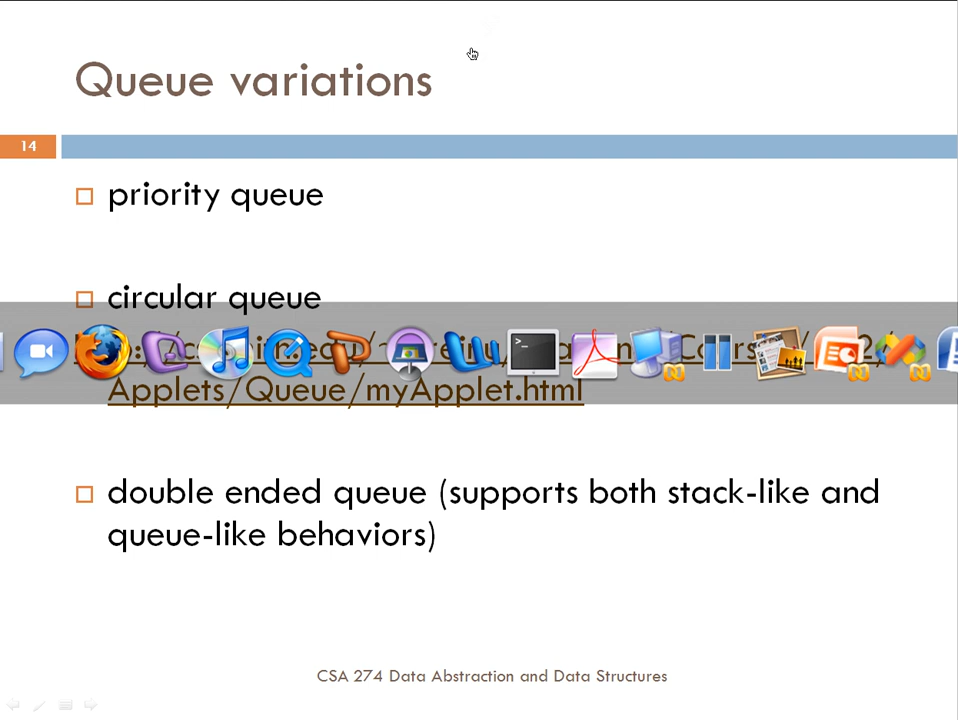 Queue variations
14
priority queue
circular queue
Applets/Queue/myApplet.html
double ended queue (supports both stack-like and
queue-like behaviors)
CSA 274 Data Abstraction and Data Structures